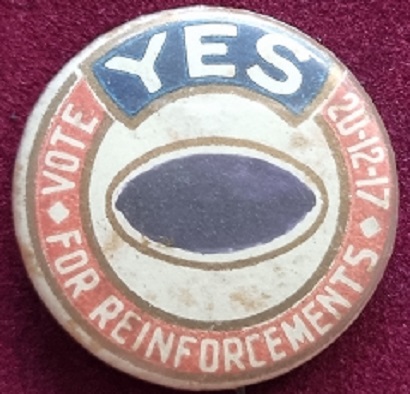 YES
VOTE ◆ FOR REINFORCEMENTS ◆ 20-12-17